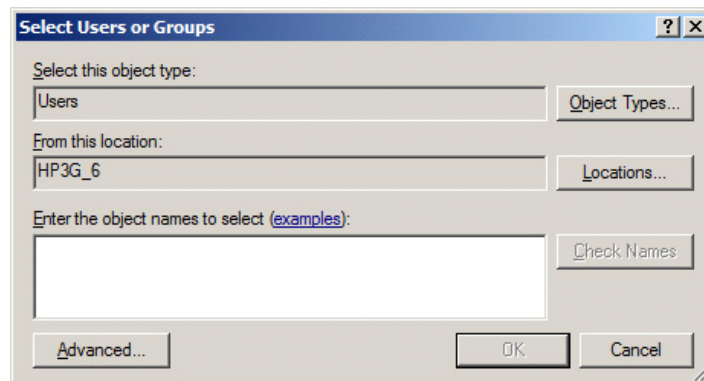 Select Users or Groups
Select this object type:
Users
Object Types...
From this location:
HP3G_6
Locations...
Enter the object names to select (examples):
Check Names
Advanced...
OK
Cancel